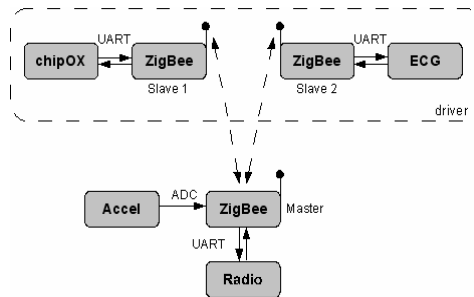 UART
UART
chipOX
ZigBee
ZigBee
ECG
Slave 1
Slave 2
driver
ADC
Accel
ZigBee
Master
UART
Radio